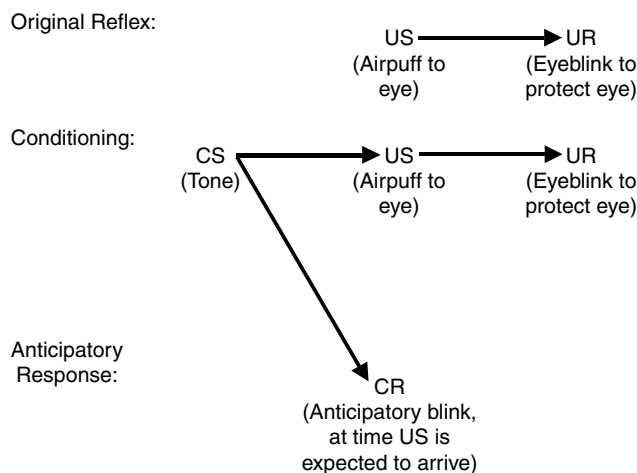 Original Reflex:
US UR
(Airpuff to (Eyeblink to
eye) protect eye)
Conditioning:
CS US UR
(Tone) (Airpuff to (Eyeblink to
eye) protect eye)
Anticipatory
Response:
CR
(Anticipatory blink,
at time US is
expected to arrive)